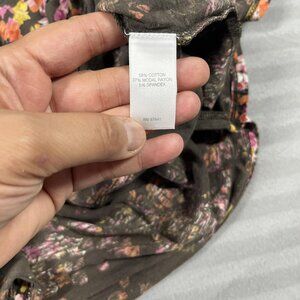 58% COTTON
37% MODAL RAYON
5% SPANDEX